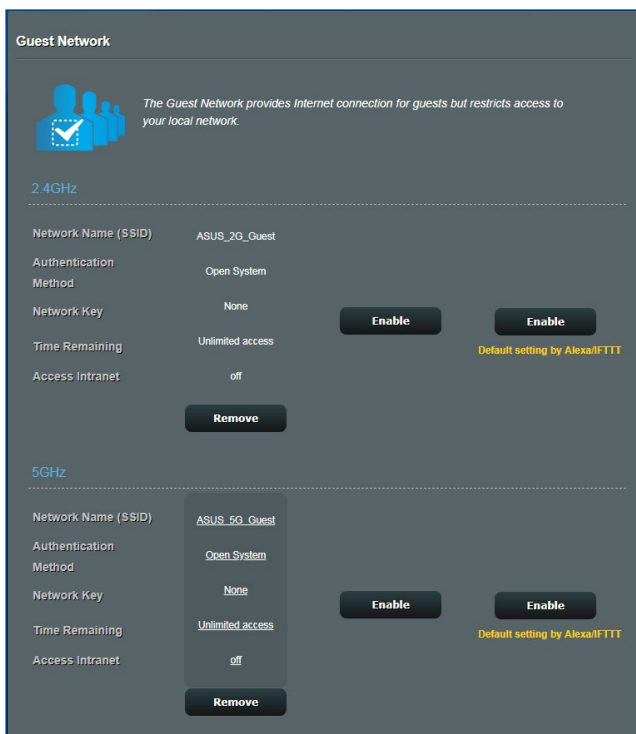 Guest Network
The Guest Network provides Internet connection for guests but restricts access to
your local network.
2.4GHz
Network Name (SSID) ASUS_2G_Guest
Authentication
Method Open System
Network Key None
Enable Enable
Time Remaining Unlimited access
Default setting by Alexa/IFTTT
Access Intranet off
Remove
5GHz
Network Name (SSID) ASUS_5G_Guest
Authentication
Method Open System
Network Key None
Enable Enable
Time Remaining Unlimited access
Default setting by Alexa/IFTTT
Access Intranet off
Remove